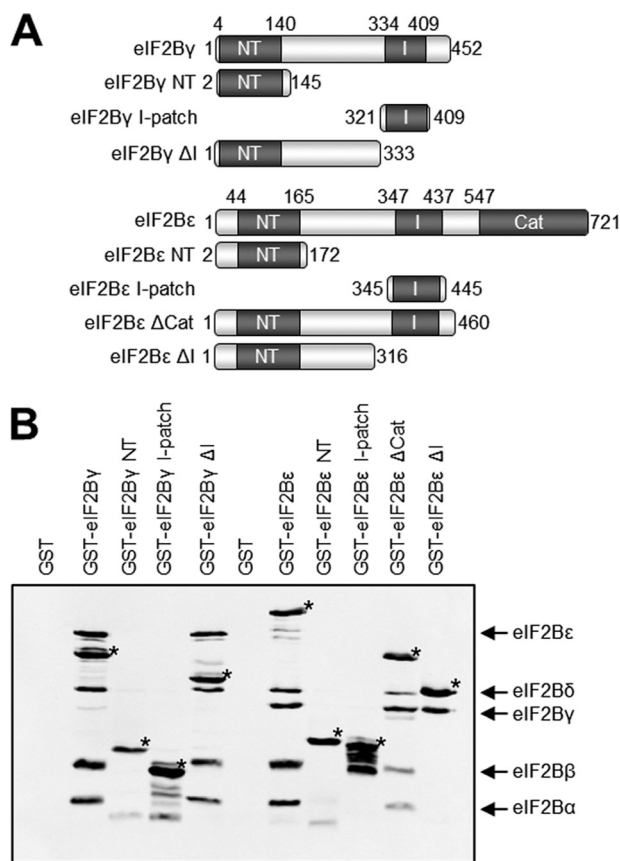 A
4 140 334 409
eIF2Bγ 1 NT I 452
eIF2Bγ NT 2 NT 145
eIF2Bγ I-patch 321 I 409
eIF2Bγ ΔI 1 NT 333
44 165 347 437 547
eIF2Bε 1 NT I Cat 721
eIF2Bε NT 2 NT 172
eIF2Bε I-patch 345 I 445
eIF2Bε ΔCat 1 NT I 460
eIF2Bε ΔI 1 NT 316
B
GST
GST-eIF2Bγ
GST-eIF2Bγ NT
GST-eIF2Bγ I-patch
GST-eIF2Bγ ΔI
GST
GST-eIF2Bε
GST-eIF2Bε NT
GST-eIF2Bε I-patch
GST-eIF2Bε ΔCat
GST-eIF2Bε ΔI
* * * * * * * * *
eIF2Bε
eIF2Bδ
eIF2Bγ
eIF2Bβ
eIF2Bα